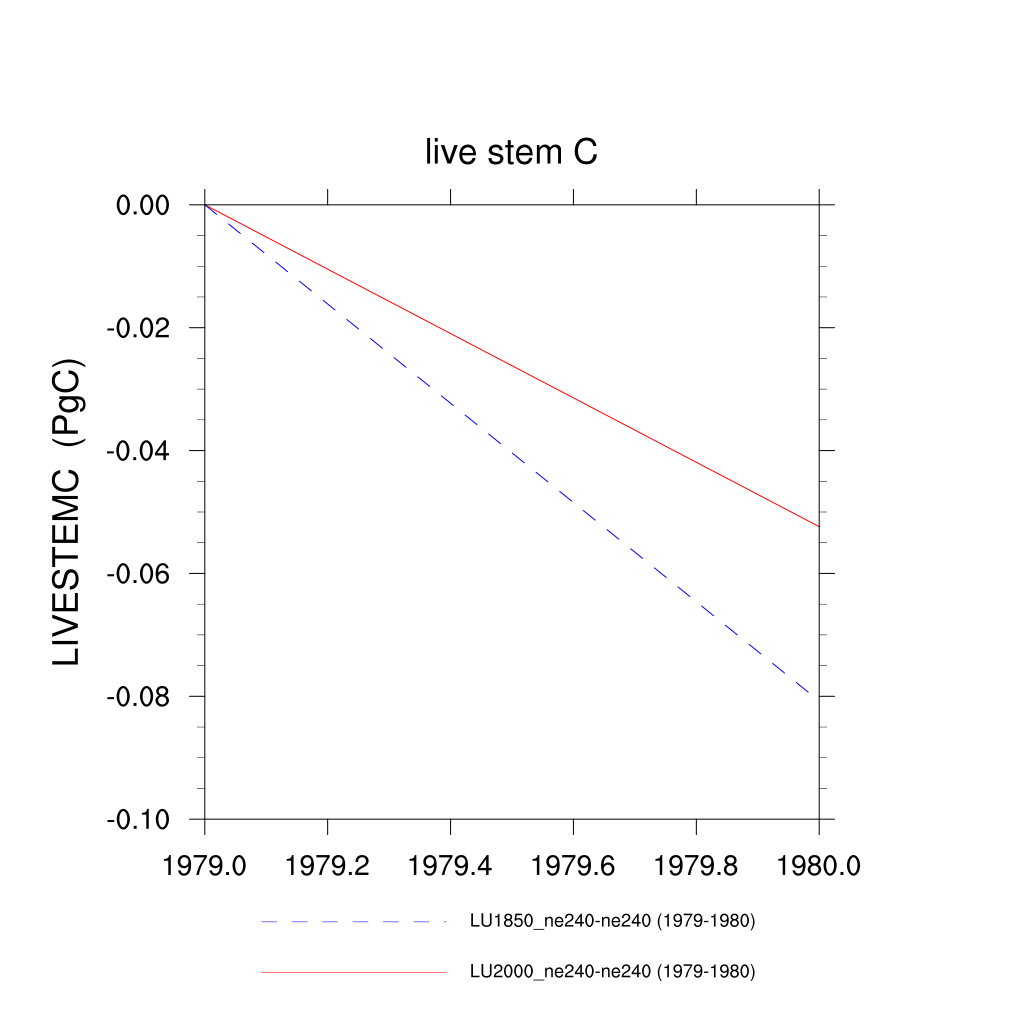 live stem C
LIVESTEMC (PgC)
0.00
-0.02
-0.04
-0.06
-0.08
-0.10
1979.0 1979.2 1979.4 1979.6 1979.8 1980.0
LU1850_ne240-ne240 (1979-1980)
LU2000_ne240-ne240 (1979-1980)